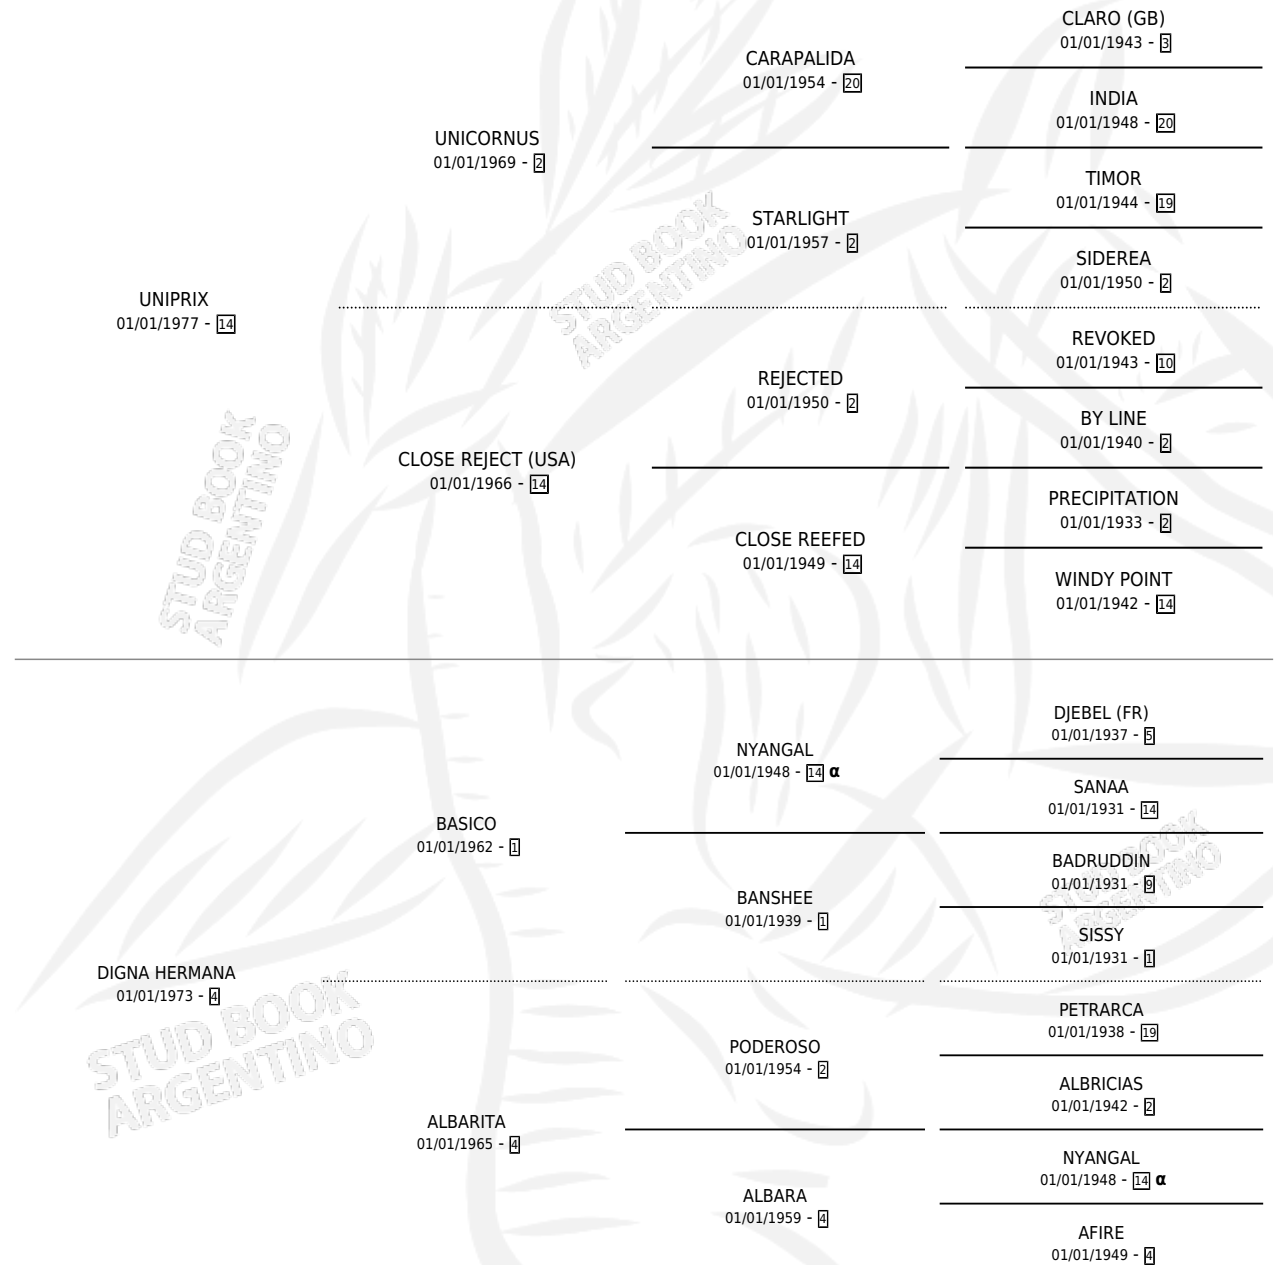 CLARO (GB)
01/01/1943 - 3
CARAPALIDA
01/01/1954 - 20
INDIA
01/01/1948 - 20
UNICORNUS
01/01/1969 - 2
TIMOR
01/01/1944 - 19
STARLIGHT
01/01/1957 - 2
SIDEREA
01/01/1950 - 2
UNIPRIX
01/01/1977 - 14
REVOKED
01/01/1943 - 10
REJECTED
01/01/1950 - 2
BY LINE
01/01/1940 - 2
CLOSE REJECT (USA)
01/01/1966 - 14
PRECIPITATION
01/01/1933 - 2
CLOSE REEFED
01/01/1949 - 14
WINDY POINT
01/01/1942 - 14
DJEBEL (FR)
01/01/1937 - 5
NYANGAL
01/01/1948 - 14 α
SANAA
01/01/1931 - 14
BASICO
01/01/1962 - 1
BADRUDDIN
01/01/1931 - 9
BANSHEE
01/01/1939 - 1
SISSY
01/01/1931 - 1
DIGNA HERMANA
01/01/1973 - 4
PETRARCA
01/01/1938 - 19
PODEROSO
01/01/1954 - 2
ALBRICIAS
01/01/1942 - 2
ALBARITA
01/01/1965 - 4
NYANGAL
01/01/1948 - 14 α
ALBARA
01/01/1959 - 4
AFIRE
01/01/1949 - 4
STUD BOOK
ARGENTINO
STUD BOOK
ARGENTINO
STUD BOOK
ARGENTINO
STUD BOOK
ARGENTINO